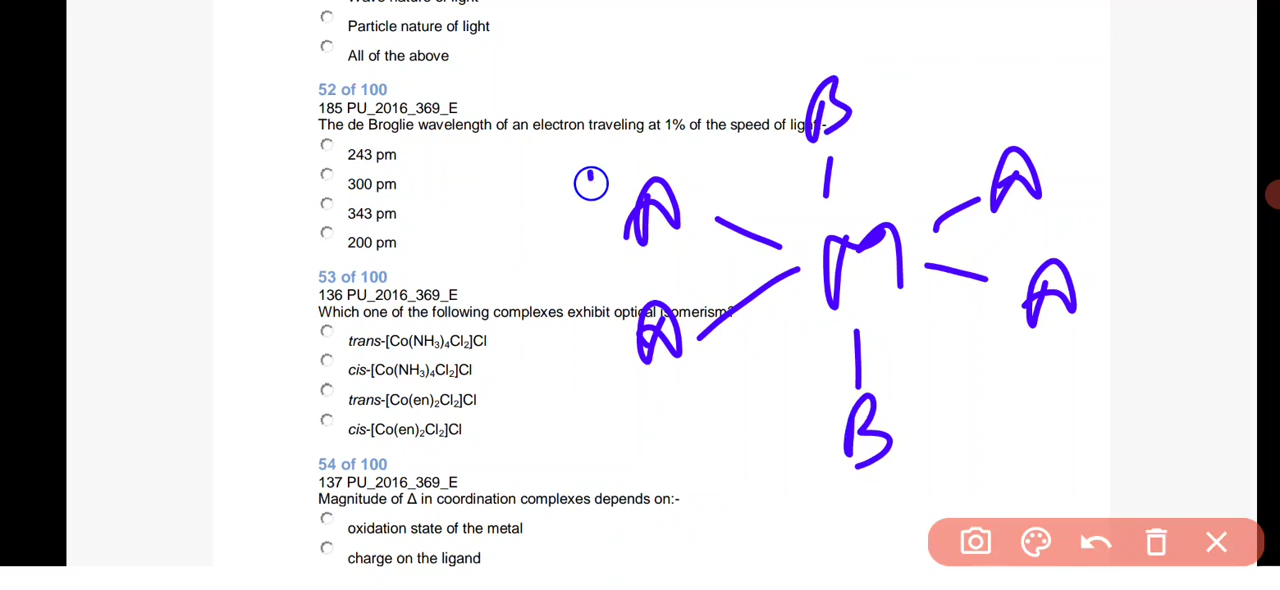 Particle nature of light
All of the above
52 of 100
185 PU_2016_369_E
The de Broglie wavelength of an electron traveling at 1% of the speed of light:-
243 pm
300 pm
343 pm
200 pm
53 of 100
136 PU_2016_369_E
Which one of the following complexes exhibit optical isomerism?
trans-[Co(NH₃)₄Cl₂]Cl
cis-[Co(NH₃)₄Cl₂]Cl
trans-[Co(en)₂Cl₂]Cl
cis-[Co(en)₂Cl₂]Cl
54 of 100
137 PU_2016_369_E
Magnitude of Δ in coordination complexes depends on:-
oxidation state of the metal
charge on the ligand
B
A A
M
A A
B